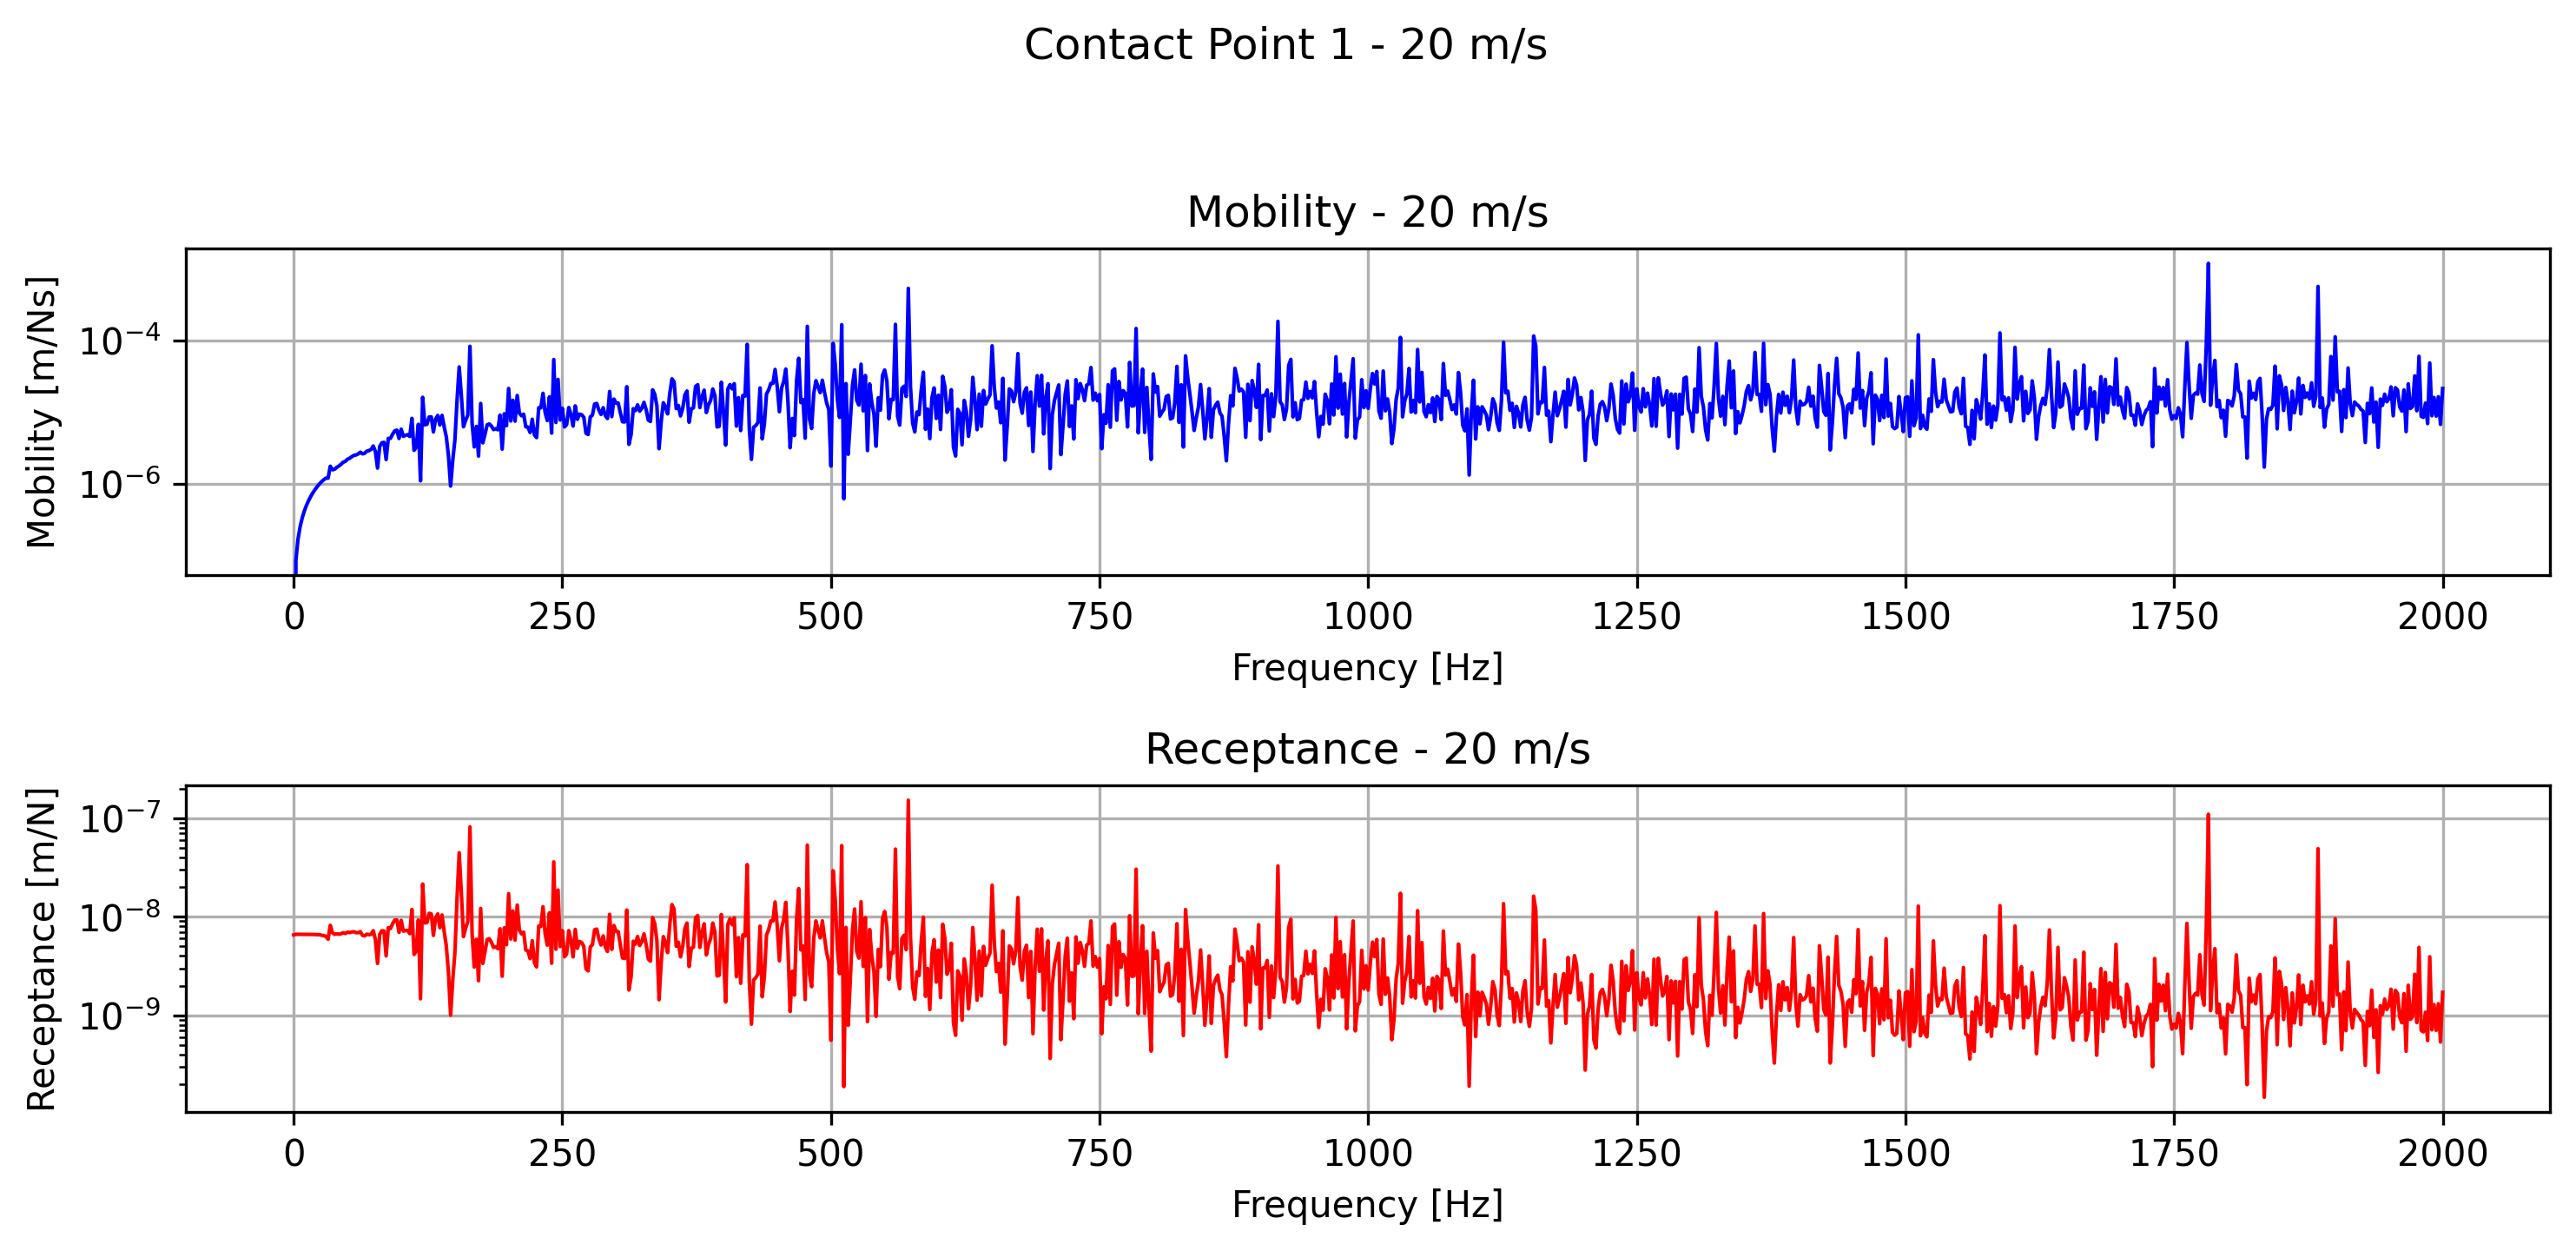 Contact Point 1 - 20 m/s
Mobility - 20 m/s
Mobility [m/Ns]
10⁻⁴
10⁻⁶
0 250 500 750 1000 1250 1500 1750 2000
Frequency [Hz]
Receptance - 20 m/s
Receptance [m/N]
10⁻⁷
10⁻⁸
10⁻⁹
0 250 500 750 1000 1250 1500 1750 2000
Frequency [Hz]